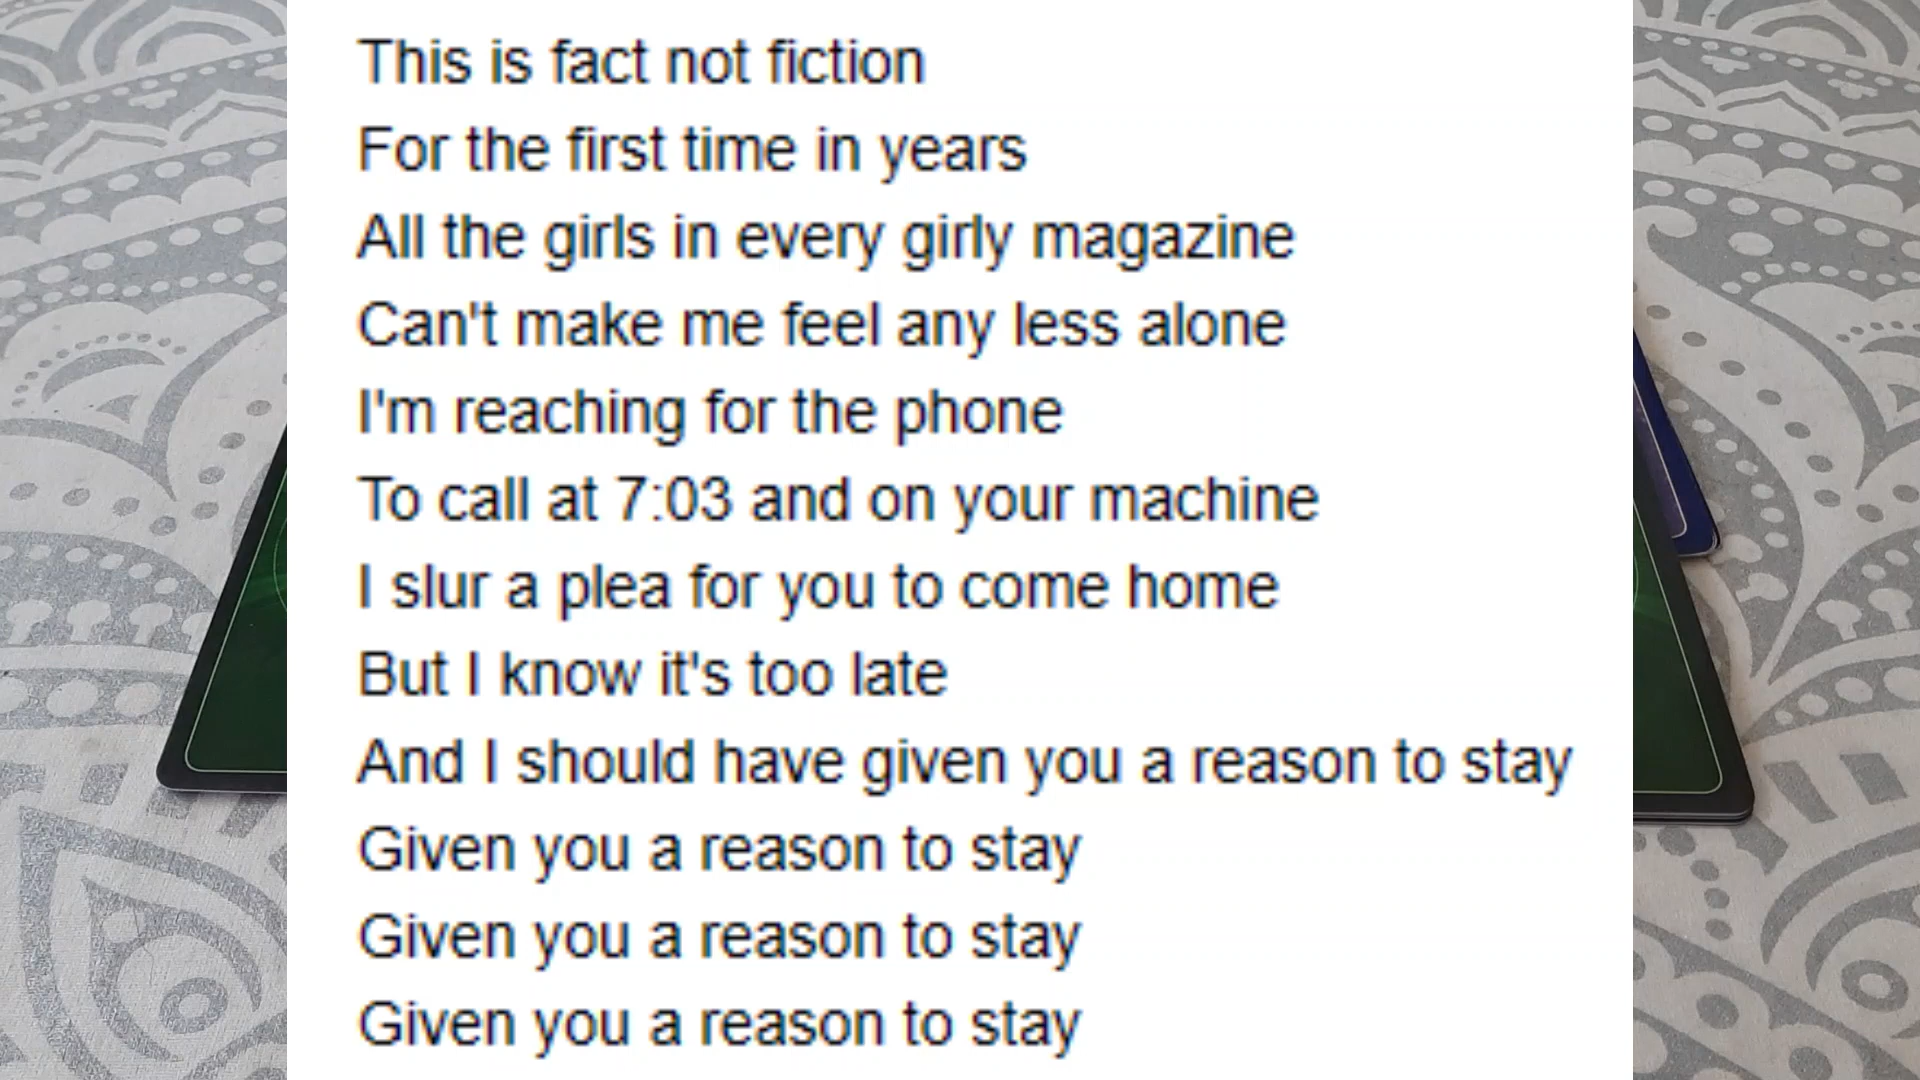 This is fact not fiction
For the first time in years
All the girls in every girly magazine
Can't make me feel any less alone
I'm reaching for the phone
To call at 7:03 and on your machine
I slur a plea for you to come home
But I know it's too late
And I should have given you a reason to stay
Given you a reason to stay
Given you a reason to stay
Given you a reason to stay